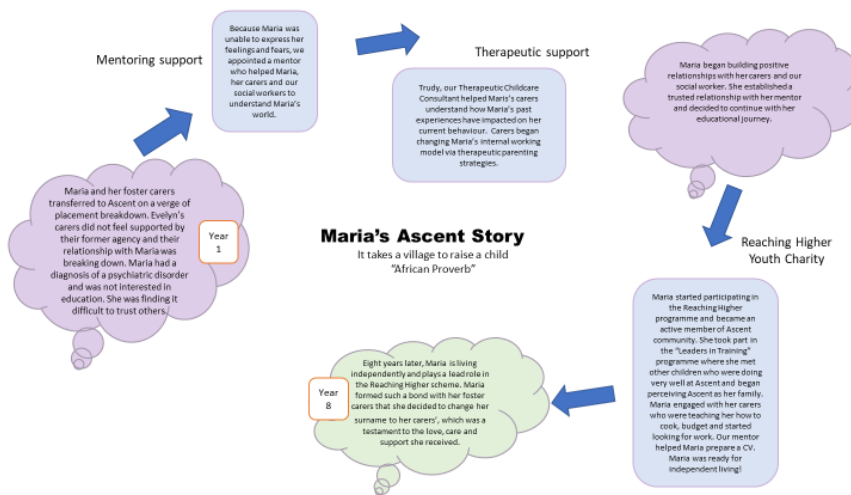 Maria's Ascent Story
It takes a village to raise a child
"African Proverb"
Year
1
Maria and her foster carers
transferred to Ascent on a verge of
placement breakdown. Evelyn's
carers did not feel supported by
their former agency and their
relationship with Maria was
breaking down. Maria had a
diagnosis of a psychiatric disorder
and was not interested in
education. She was finding it
difficult to trust others.
Mentoring support
Because Maria was
unable to express her
feelings and fears, we
appointed a mentor
who helped Maria,
her carers and our
social workers to
understand Maria's
world.
Therapeutic support
Trudy, our Therapeutic Childcare
Consultant helped Maris's carers
understand how Maria's past
experiences have impacted on
her current behaviour. Carers began
changing Maria's internal working
model via therapeutic parenting
strategies.
Maria began building positive
relationships with her carers and our
social worker. She established a
trusted relationship with her mentor
and decided to continue with her
educational journey.
Reaching Higher
Youth Charity
Maria started participating in
the Reaching Higher
programme and became an
active member of Ascent
community. She took part in
the "Leaders in Training"
programme where she met
other children who were doing
very well at Ascent and began
perceiving Ascent as her family.
Maria engaged with her carers
who were teaching her how to
cook, budget and started
looking for work. Our mentor
helped Maria prepare a CV.
Maria was ready for
independent living!
Year
8
Eight years later, Maria is living
independently and plays a lead role in
the Reaching Higher scheme. Maria
formed such a bond with her foster
carers that she decided to change her
surname to her carers', which was a
testament to the love, care and
support she received.